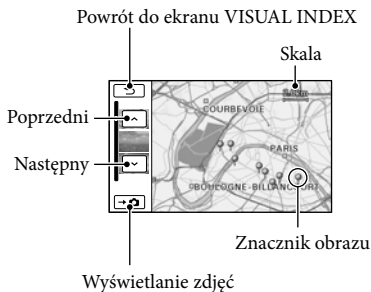 Powrót do ekranu VISUAL INDEX
Skala
COURBEVOIE
Poprzedni
PARIS
Następny
BOULOGNE-BILLANCOURT
Znacznik obrazu
Wyświetlanie zdjęć